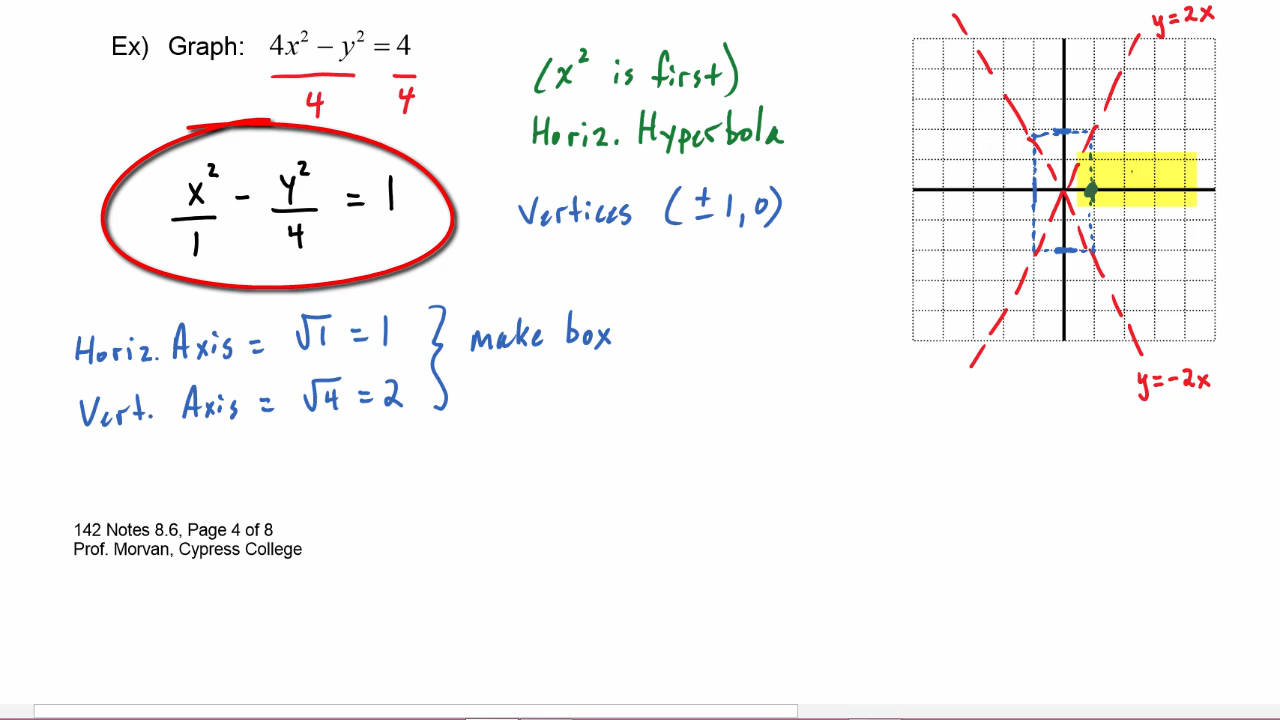 Ex) Graph: 4x² − y² = 4
4 4
x²/1 - y²/4 = 1
(x² is first)
Horiz. Hyperbola
Vertices (± 1, 0)
Horiz. Axis = √1 = 1
Vert. Axis = √4 = 2
} make box
y=2x
y=-2x
142 Notes 8.6, Page 4 of 8
Prof. Morvan, Cypress College